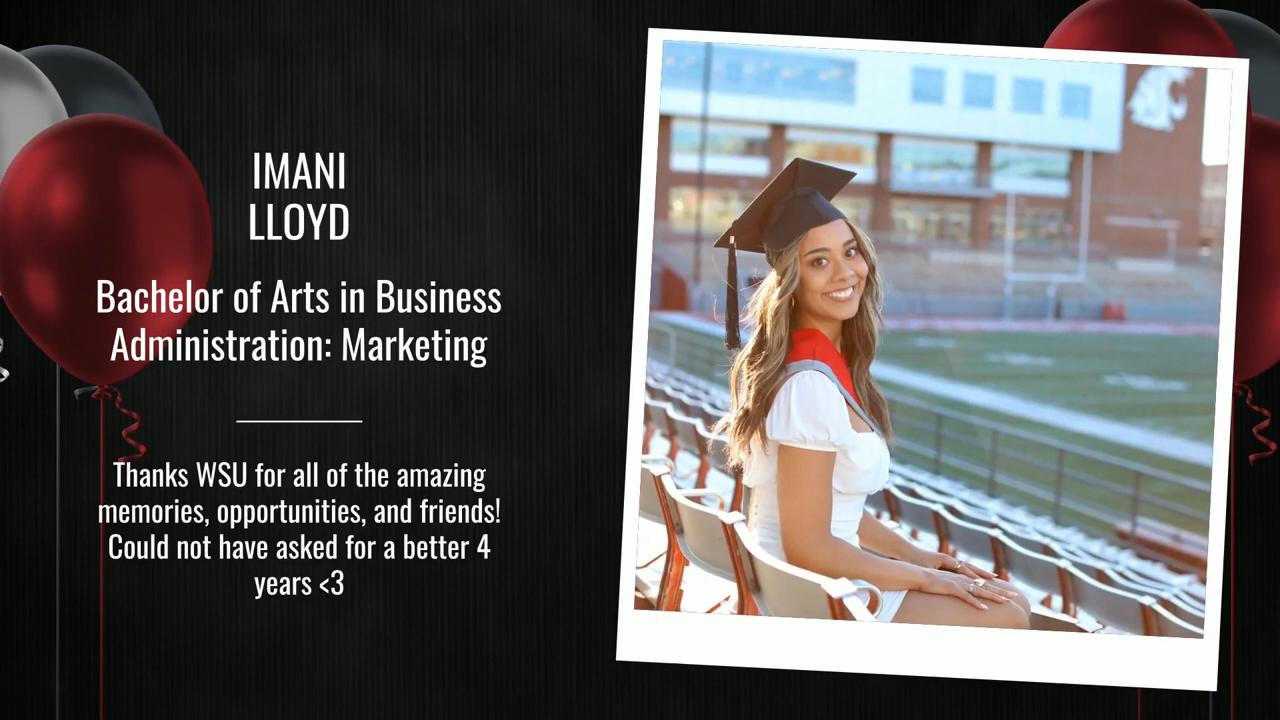 IMANI
LLOYD
Bachelor of Arts in Business
Administration: Marketing
Thanks WSU for all of the amazing
memories, opportunities, and friends!
Could not have asked for a better 4
years <3